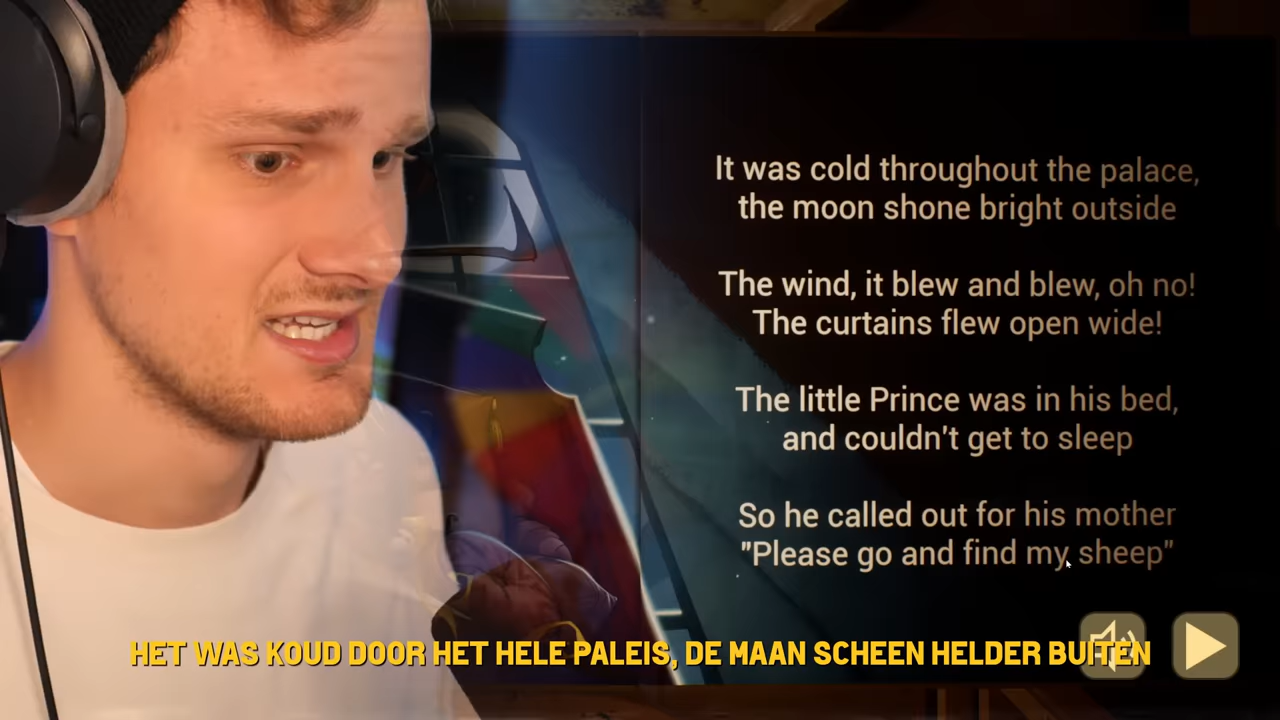 It was cold throughout the palace,
the moon shone bright outside
The wind, it blew and blew, oh no!
The curtains flew open wide!
The little Prince was in his bed,
and couldn't get to sleep
So he called out for his mother
"Please go and find my sheep"
HET WAS KOUD DOOR HET HELE PALEIS, DE MAAN SCHEEN HELDER BUITEN